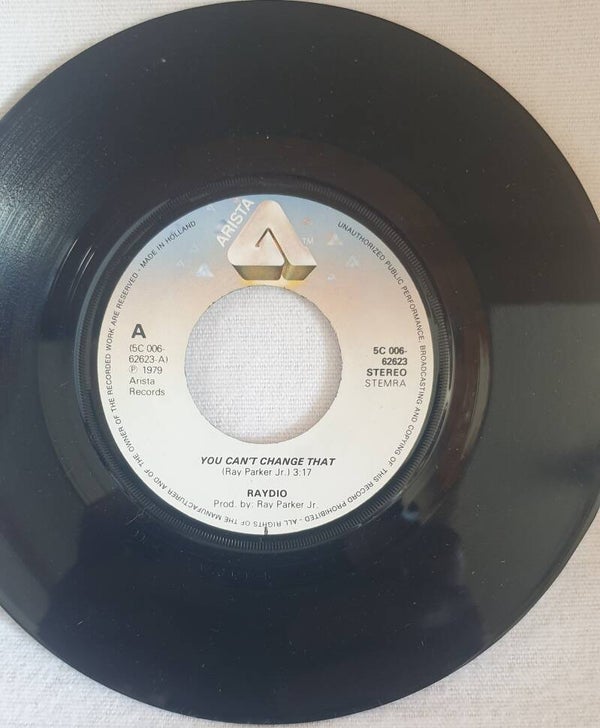 ARISTA
TM
MADE IN HOLLAND
UNAUTHORIZED PUBLIC PERFORMANCE, BROADCASTING AND COPYING OF THIS RECORD PROHIBITED - ALL RIGHTS OF THE MANUFACTURER AND OF THE OWNER OF THE RECORDED WORK ARE RESERVED -
A
(5C 006-
62623-A)
℗ 1979
Arista
Records
5C 006-
62623
STEREO
STEMRA
YOU CAN'T CHANGE THAT
(Ray Parker Jr.) 3:17
RAYDIO
Prod. by: Ray Parker Jr.